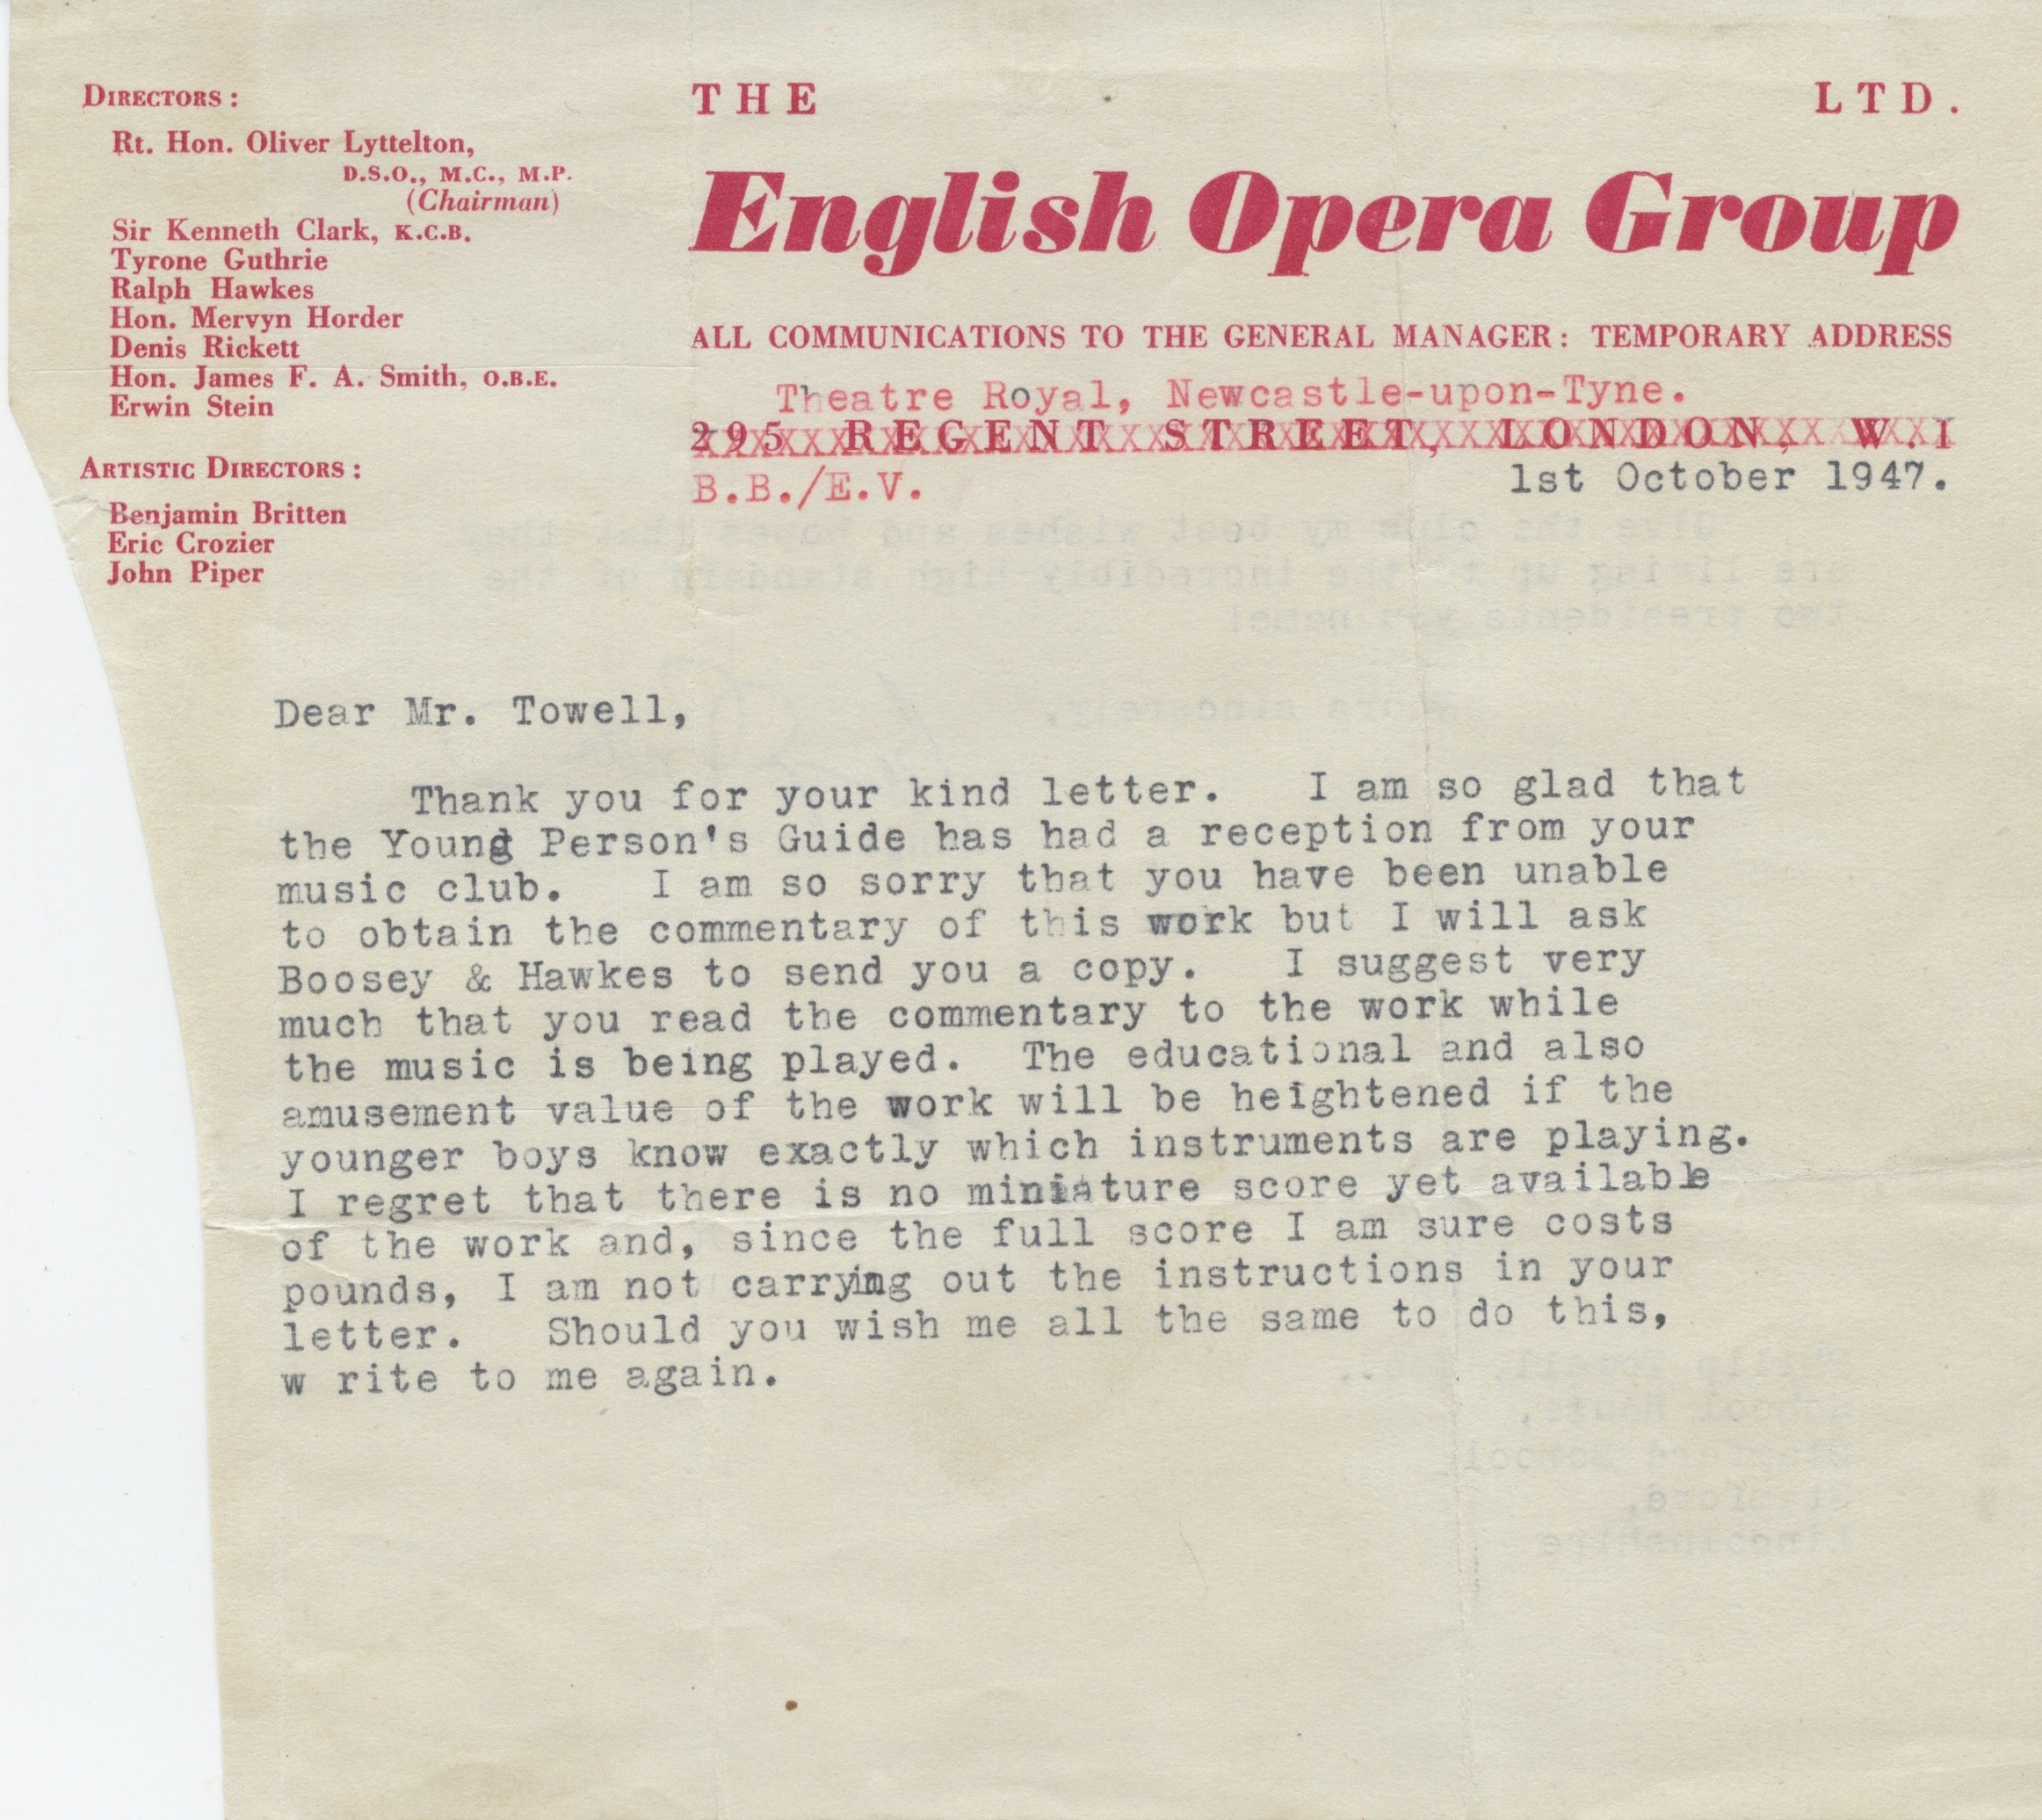 DIRECTORS:
Rt. Hon. Oliver Lyttelton,
D.S.O., M.C., M.P.
(Chairman)
Sir Kenneth Clark, K.C.B.
Tyrone Guthrie
Ralph Hawkes
Hon. Mervyn Horder
Denis Rickett
Hon. James F. A. Smith, O.B.E.
Erwin Stein
ARTISTIC DIRECTORS:
Benjamin Britten
Eric Crozier
John Piper
THE LTD.
English Opera Group
ALL COMMUNICATIONS TO THE GENERAL MANAGER: TEMPORARY ADDRESS
Theatre Royal, Newcastle-upon-Tyne.
295 REGENT STREET, LONDON, W.1
B.B./E.V. 1st October 1947.
Dear Mr. Towell,
Thank you for your kind letter. I am so glad that
the Young Person's Guide has had a reception from your
music club. I am so sorry that you have been unable
to obtain the commentary of this work but I will ask
Boosey & Hawkes to send you a copy. I suggest very
much that you read the commentary to the work while
the music is being played. The educational and also
amusement value of the work will be heightened if the
younger boys know exactly which instruments are playing.
I regret that there is no miniature score yet available
of the work and, since the full score I am sure costs
pounds, I am not carrying out the instructions in your
letter. Should you wish me all the same to do this,
w rite to me again.